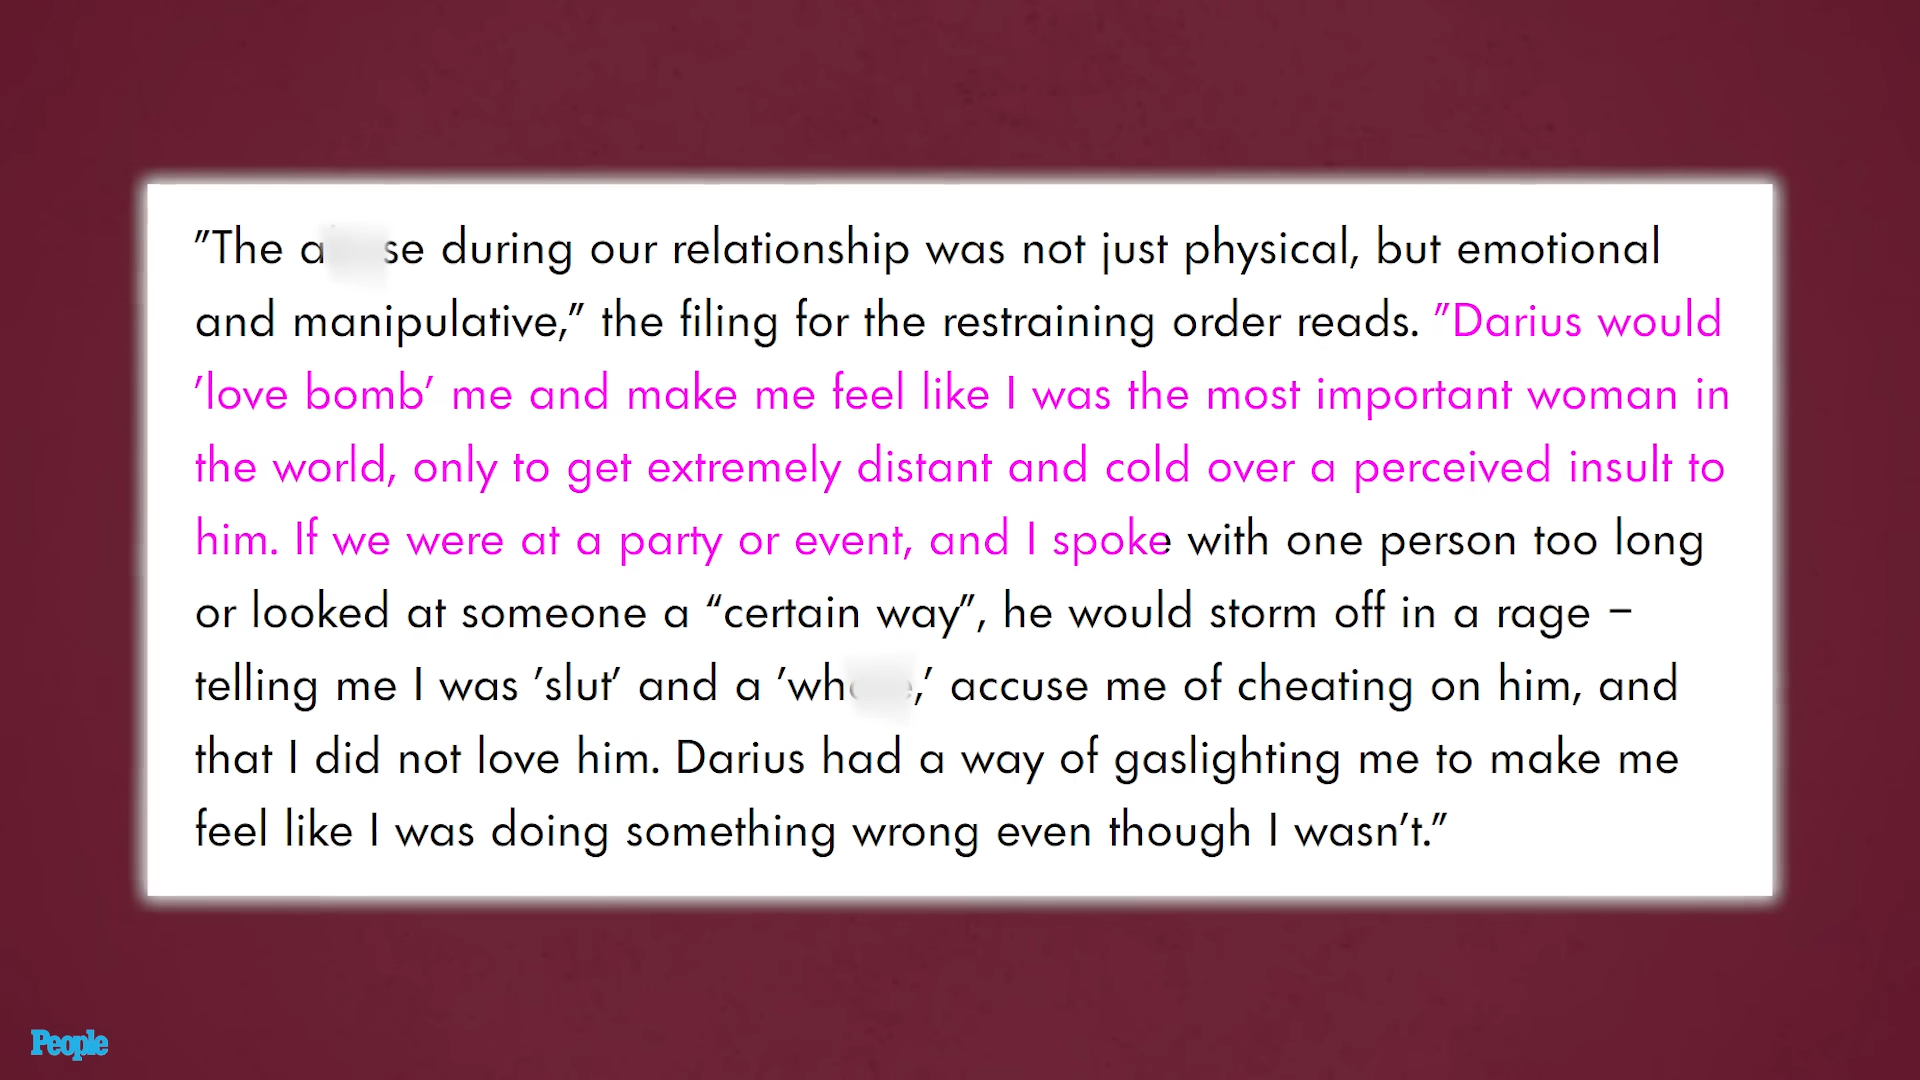 "The during our relationship was not just physical, but emotional
and manipulative," the filing for the restraining order reads. "Darius would
'love bomb' me and make me feel like I was the most important woman in
the world, only to get extremely distant and cold over a perceived insult to
him. If we were at a party or event, and I spoke with one person too long
or looked at someone a “certain way”, he would storm off in a rage –
telling me I was 'slut' and a accuse me of cheating on him, and
that I did not love him. Darius had a way of gaslighting me to make me
feel like I was doing something wrong even though I wasn't."
People